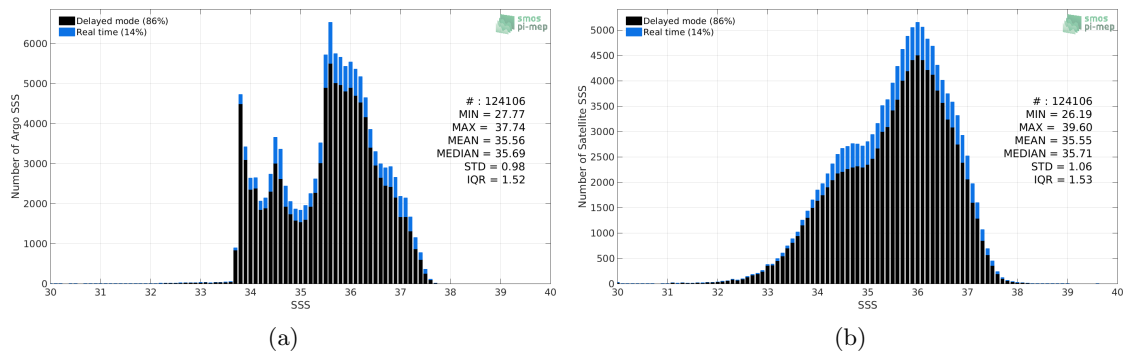 Delayed mode (86%)
Real time (14%)
smos
pi-mep
6000
5000
4000
3000
2000
1000
0
Number of Argo SSS
# : 124106
MIN = 27.77
MAX = 37.74
MEAN = 35.56
MEDIAN = 35.69
STD = 0.98
IQR = 1.52
30 31 32 33 34 35 36 37 38 39 40
SSS
(a)
Delayed mode (86%)
Real time (14%)
smos
pi-mep
5000
4500
4000
3500
3000
2500
2000
1500
1000
500
0
Number of Satellite SSS
# : 124106
MIN = 26.19
MAX = 39.60
MEAN = 35.55
MEDIAN = 35.71
STD = 1.06
IQR = 1.53
30 31 32 33 34 35 36 37 38 39 40
SSS
(b)